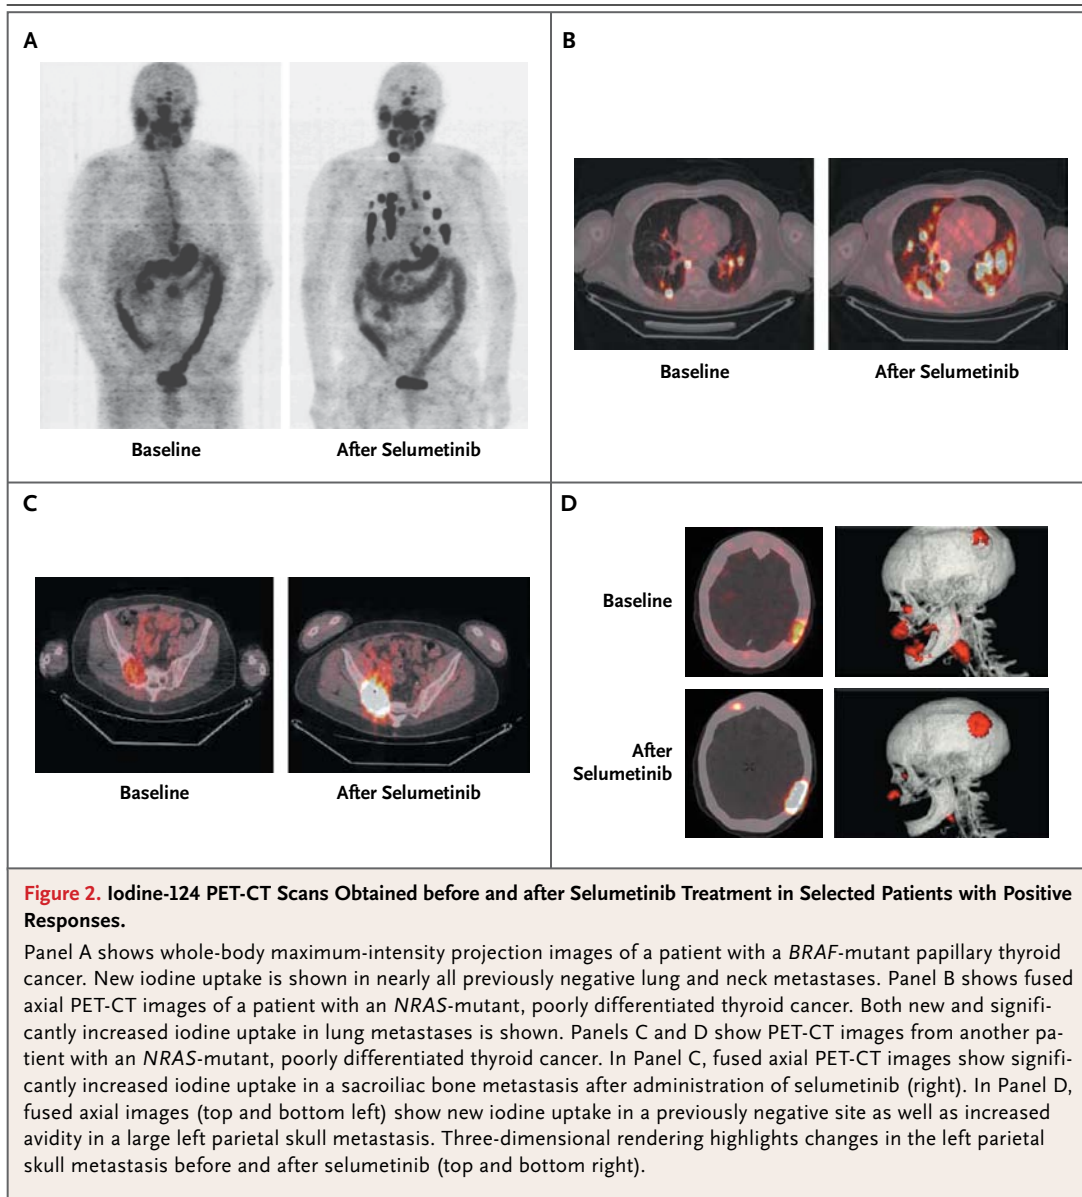 A
B
Baseline
After Selumetinib
Baseline
After Selumetinib
C
D
Baseline
After
Selumetinib
Baseline
After Selumetinib
Figure 2. Iodine-124 PET-CT Scans Obtained before and after Selumetinib Treatment in Selected Patients with Positive
Responses.
Panel A shows whole-body maximum-intensity projection images of a patient with a BRAF-mutant papillary thyroid
cancer. New iodine uptake is shown in nearly all previously negative lung and neck metastases. Panel B shows fused
axial PET-CT images of a patient with an NRAS-mutant, poorly differentiated thyroid cancer. Both new and signifi-
cantly increased iodine uptake in lung metastases is shown. Panels C and D show PET-CT images from another pa-
tient with an NRAS-mutant, poorly differentiated thyroid cancer. In Panel C, fused axial PET-CT images show signifi-
cantly increased iodine uptake in a sacroiliac bone metastasis after administration of selumetinib (right). In Panel D,
fused axial images (top and bottom left) show new iodine uptake in a previously negative site as well as increased
avidity in a large left parietal skull metastasis. Three-dimensional rendering highlights changes in the left parietal
skull metastasis before and after selumetinib (top and bottom right).